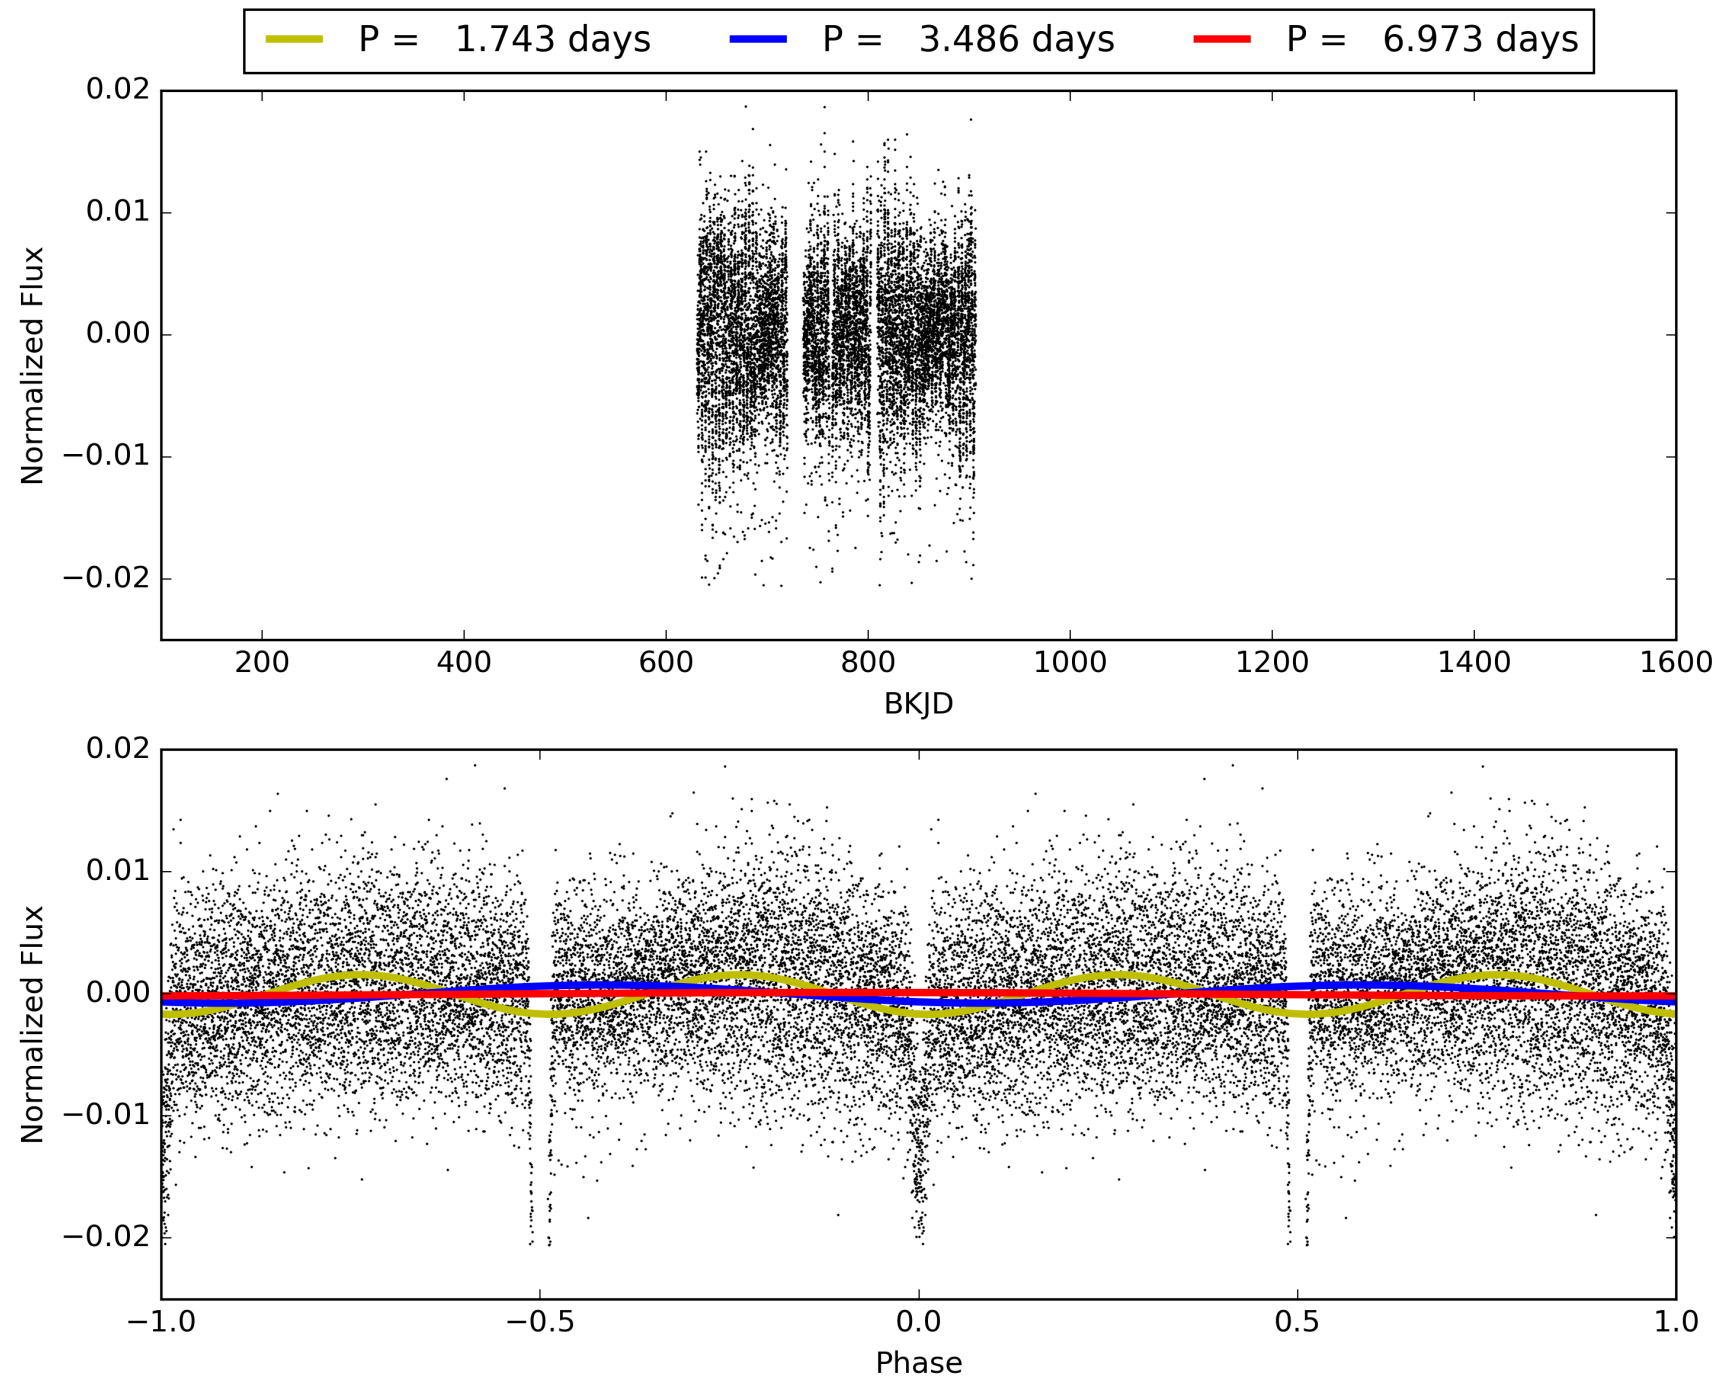 P = 1.743 days P = 3.486 days P = 6.973 days
0.02
0.01
0.00
−0.01
−0.02
Normalized Flux
200 400 600 800 1000 1200 1400 1600
BKJD
0.02
0.01
0.00
−0.01
−0.02
Normalized Flux
−1.0 −0.5 0.0 0.5 1.0
Phase